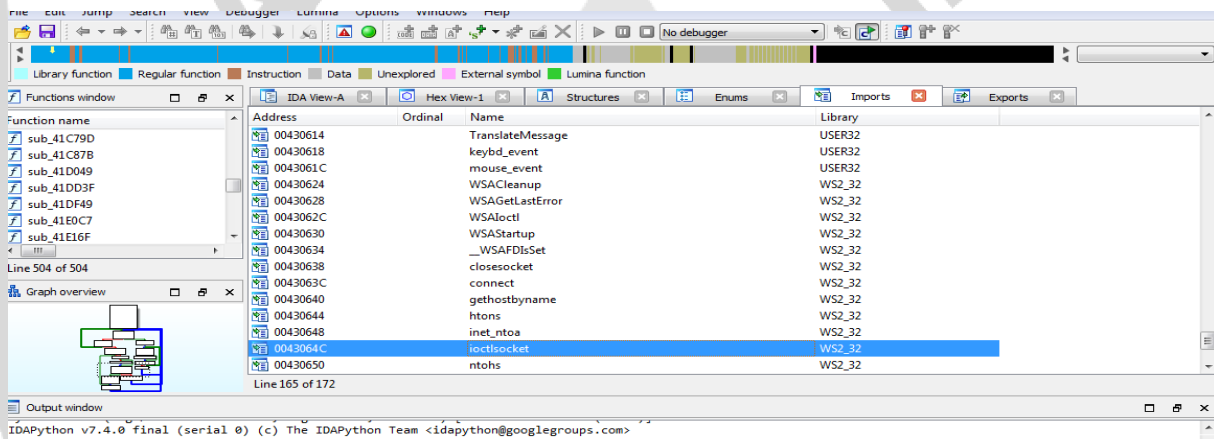 File Edit Jump Search View Debugger Lumina Options Windows Help
No debugger
Library function Regular function Instruction Data Unexplored External symbol Lumina function
Functions window
IDA View-A Hex View-1 Structures Enums Imports Exports
Function name
sub_41C79D
sub_41C87B
sub_41D049
sub_41DD3F
sub_41DF49
sub_41E0C7
sub_41E16F
Line 504 of 504
Graph overview
Address Ordinal Name Library
00430614 TranslateMessage USER32
00430618 keybd_event USER32
0043061C mouse_event USER32
00430624 WSACleanup WS2_32
00430628 WSAGetLastError WS2_32
0043062C WSAIoctl WS2_32
00430630 WSAStartup WS2_32
00430634 __WSAFDIsSet WS2_32
00430638 closesocket WS2_32
0043063C connect WS2_32
00430640 gethostbyname WS2_32
00430644 htons WS2_32
00430648 inet_ntoa WS2_32
0043064C ioctlsocket WS2_32
00430650 ntohs WS2_32
Line 165 of 172
Output window
IDAPython v7.4.0 final (serial 0) (c) The IDAPython Team <idapython@googlegroups.com>